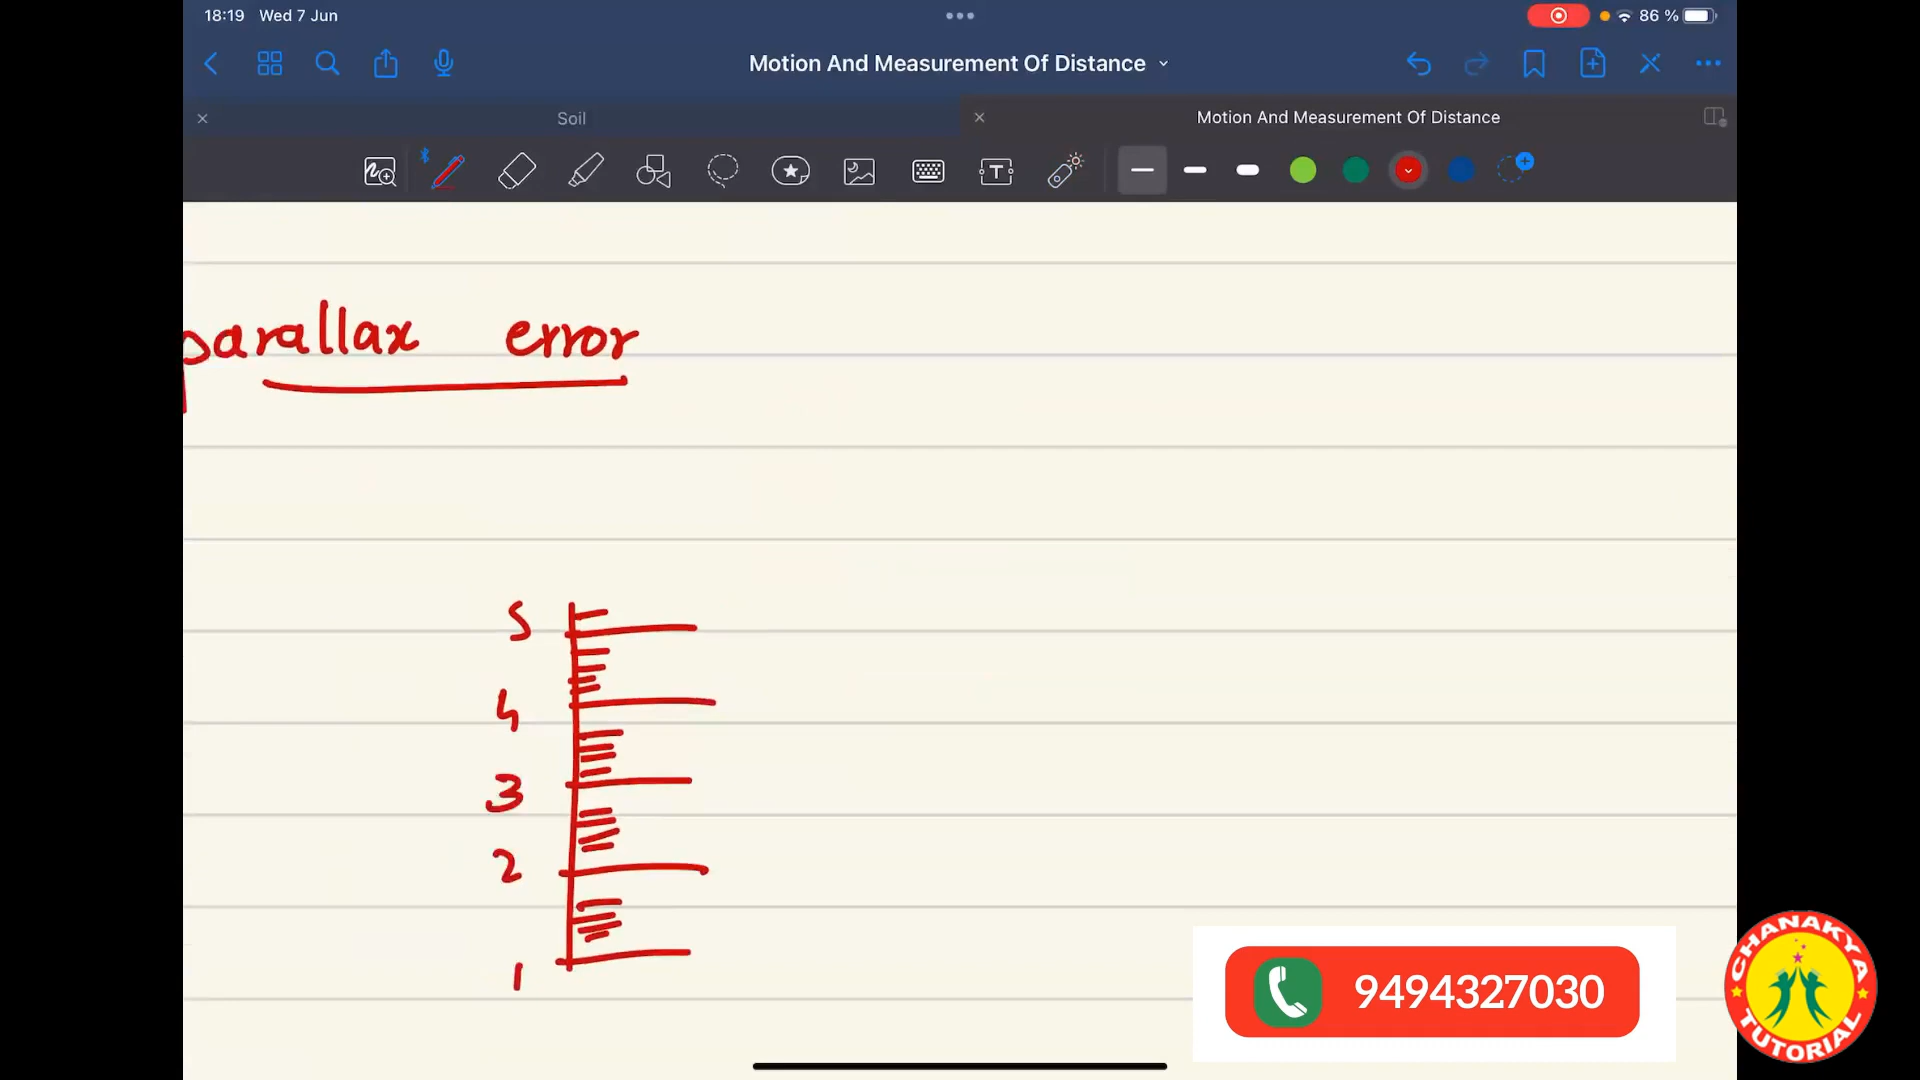 18:19 Wed 7 Jun
86 %
Motion And Measurement Of Distance
Soil
Motion And Measurement Of Distance
parallax error
5
4
3
2
1
9494327030
CHANAKYA
TUTORIAL